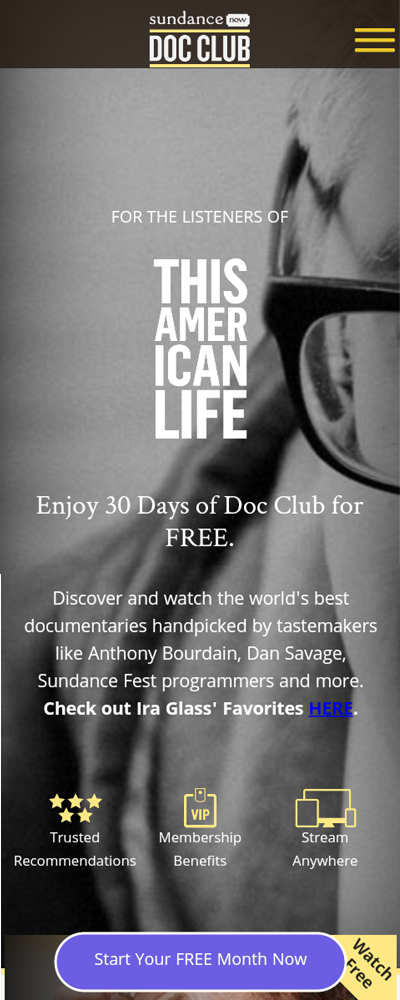 sundance now
DOC CLUB
FOR THE LISTENERS OF
THIS
AMER
ICAN
LIFE
Enjoy 30 Days of Doc Club for
FREE.
Discover and watch the world's best
documentaries handpicked by tastemakers
like Anthony Bourdain, Dan Savage,
Sundance Fest programmers and more.
Check out Ira Glass' Favorites HERE.
Trusted
Recommendations
VIP
Membership
Benefits
Stream
Anywhere
Start Your FREE Month Now
Watch
Free